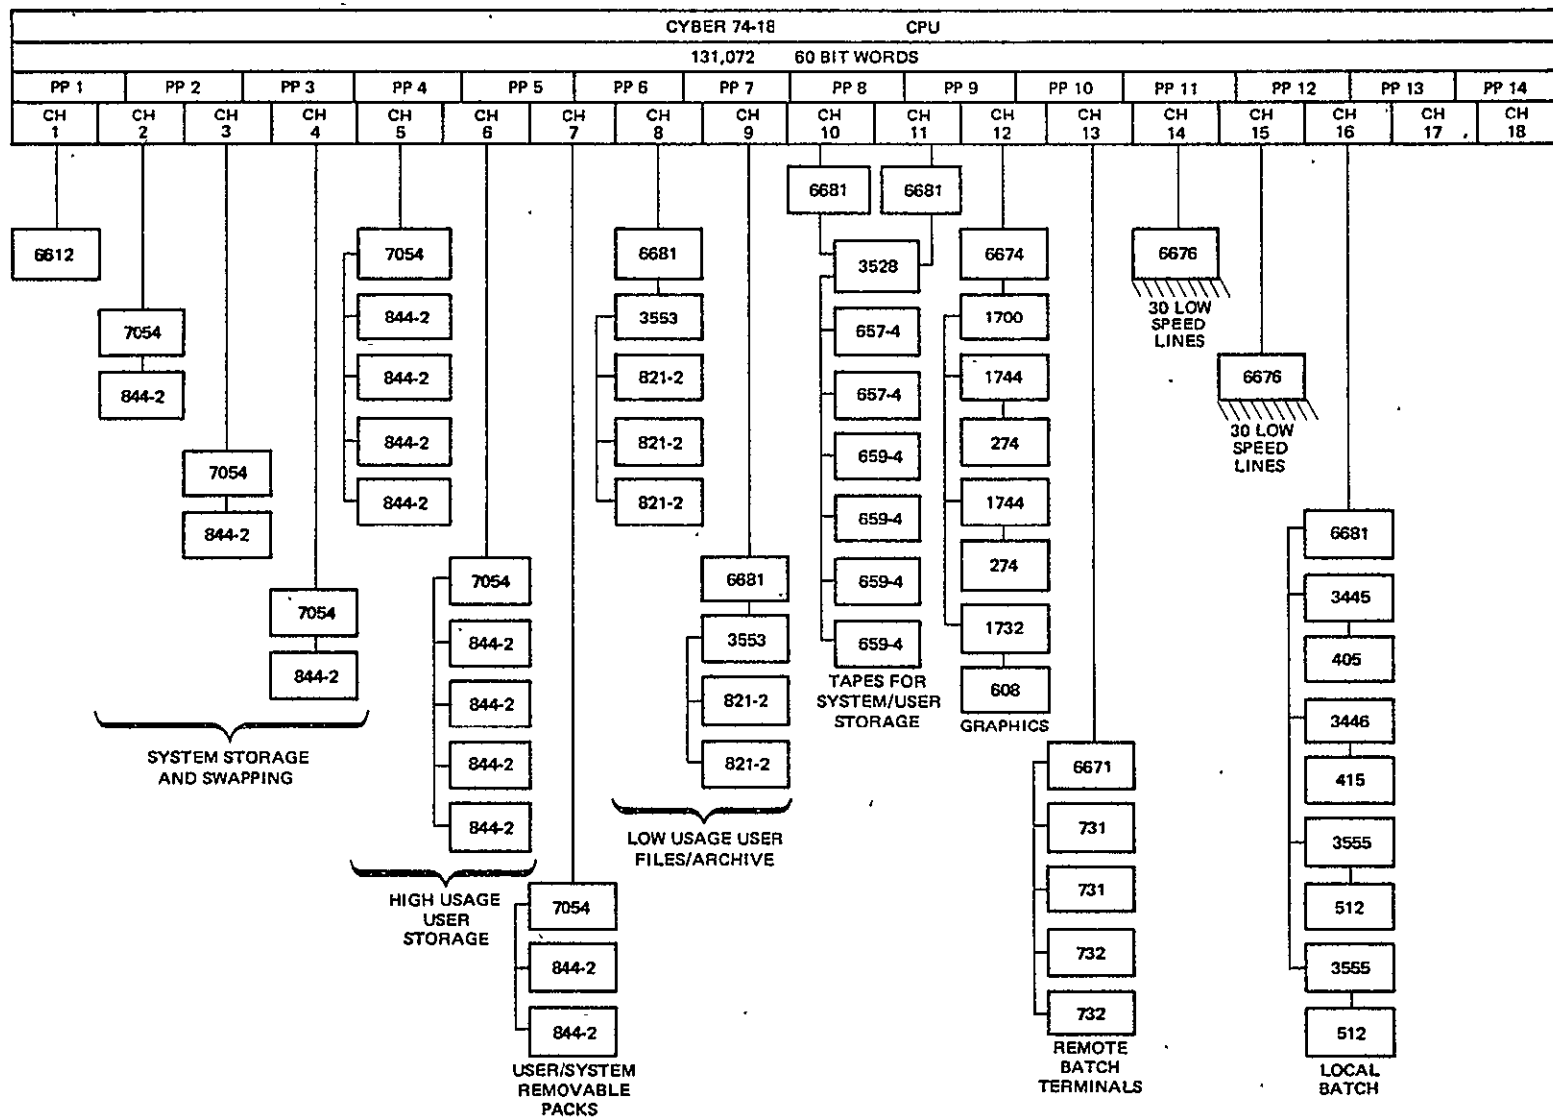 CYBER 74-18 CPU
131,072 60 BIT WORDS
PP 1 PP 2 PP 3 PP 4 PP 5 PP 6 PP 7 PP 8 PP 9 PP 10 PP 11 PP 12 PP 13 PP 14
CH 1
CH 2
CH 3
CH 4
CH 5
CH 6
CH 7
CH 8
CH 9
CH 10
CH 11
CH 12
CH 13
CH 14
CH 15
CH 16
CH 17
CH 18
6612
7054
844-2
7054
844-2
7054
844-2
SYSTEM STORAGE
AND SWAPPING
7054
844-2
844-2
844-2
844-2
7054
844-2
844-2
844-2
844-2
HIGH USAGE
USER
STORAGE
7054
844-2
844-2
USER/SYSTEM
REMOVABLE
PACKS
6681
3553
821-2
821-2
821-2
6681
3553
821-2
821-2
LOW USAGE USER
FILES/ARCHIVE
6681
6681
3528
657-4
657-4
659-4
659-4
659-4
659-4
TAPES FOR
SYSTEM/USER
STORAGE
6674
1700
1744
274
1744
274
1732
608
GRAPHICS
6671
731
731
732
732
REMOTE
BATCH
TERMINALS
6676
30 LOW
SPEED
LINES
6676
30 LOW
SPEED
LINES
6681
3445
405
3446
415
3555
512
3555
512
LOCAL
BATCH